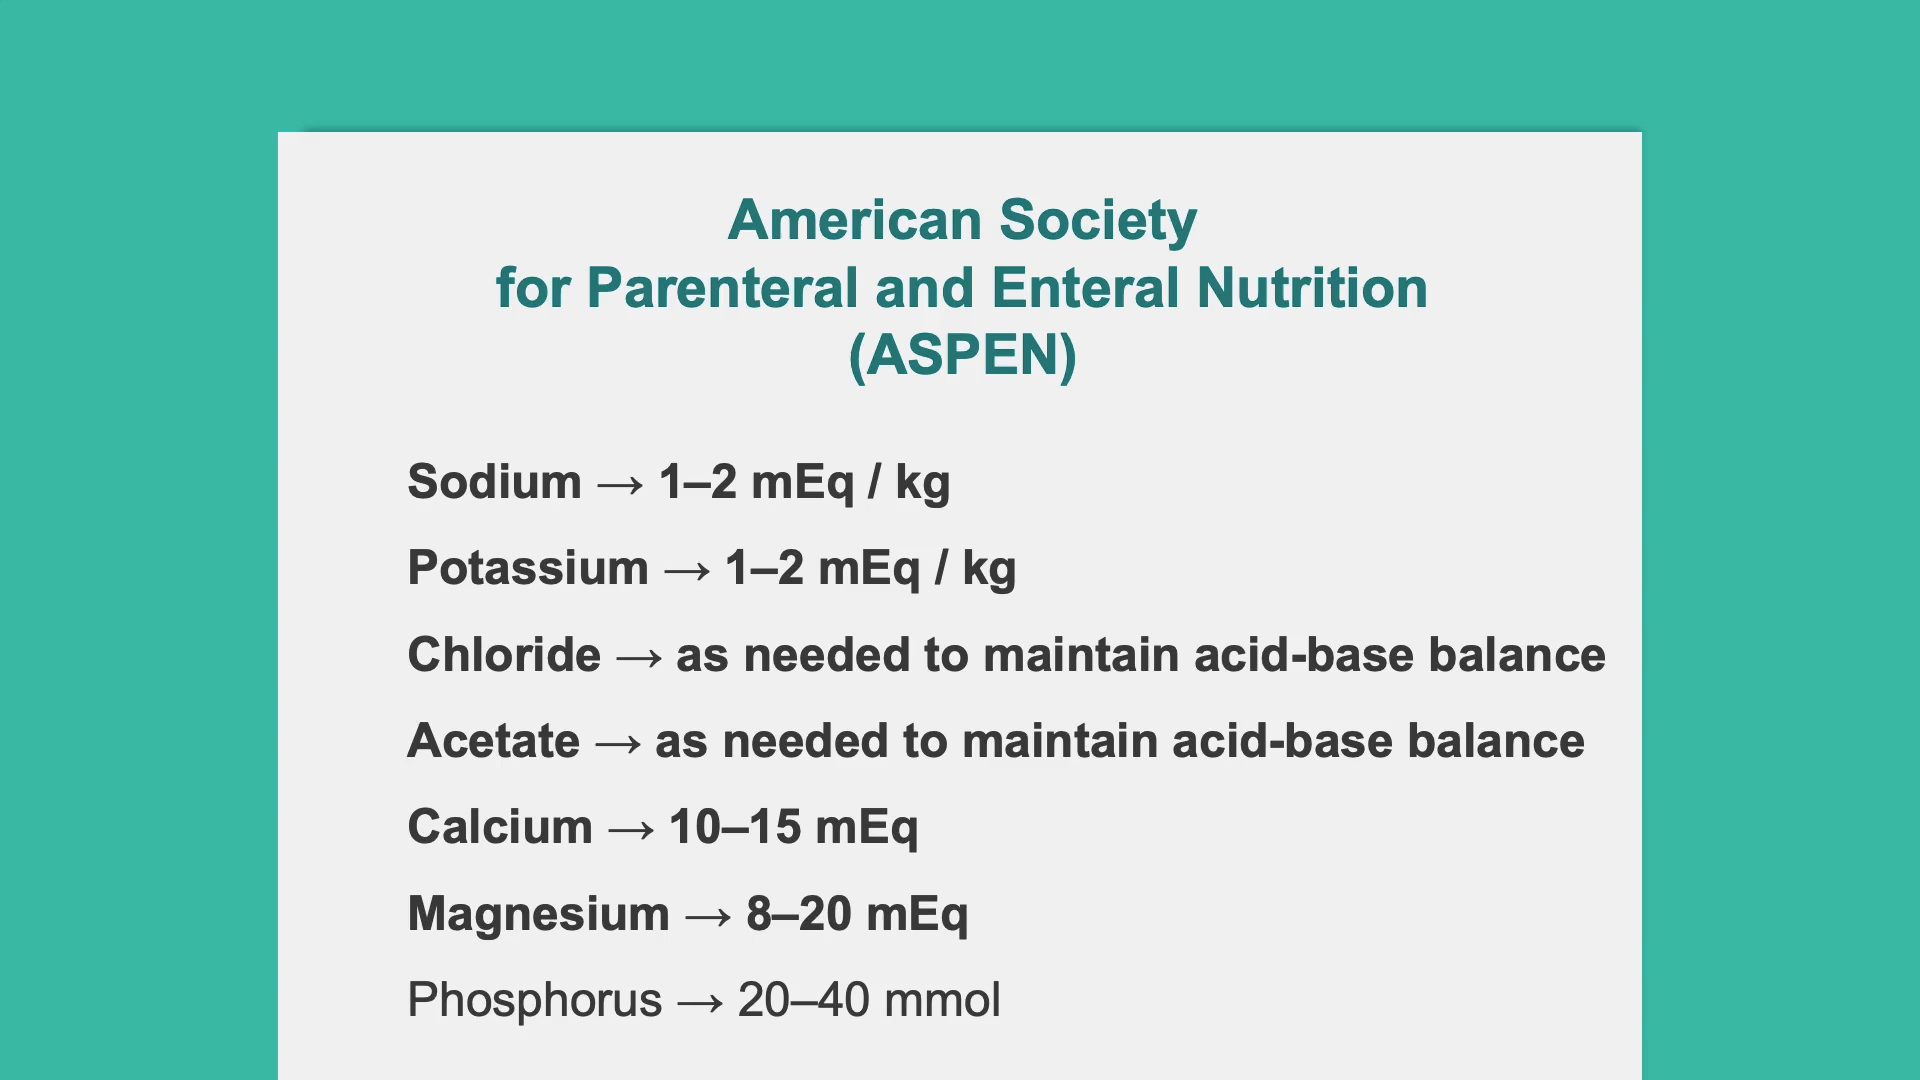 American Society
for Parenteral and Enteral Nutrition
(ASPEN)
Sodium → 1–2 mEq / kg
Potassium → 1–2 mEq / kg
Chloride → as needed to maintain acid-base balance
Acetate → as needed to maintain acid-base balance
Calcium → 10–15 mEq
Magnesium → 8–20 mEq
Phosphorus → 20–40 mmol